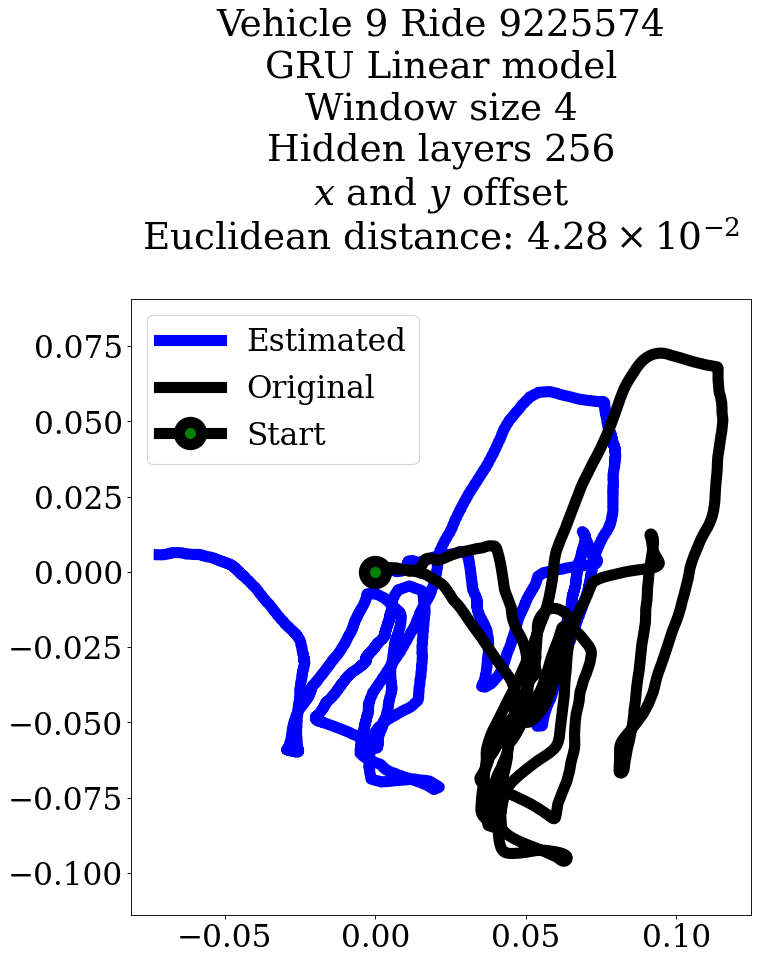 Vehicle 9 Ride 9225574
GRU Linear model
Window size 4
Hidden layers 256
x and y offset
Euclidean distance: 4.28 × 10⁻²
Estimated
Original
Start
0.075
0.050
0.025
0.000
−0.025
−0.050
−0.075
−0.100
−0.05 0.00 0.05 0.10